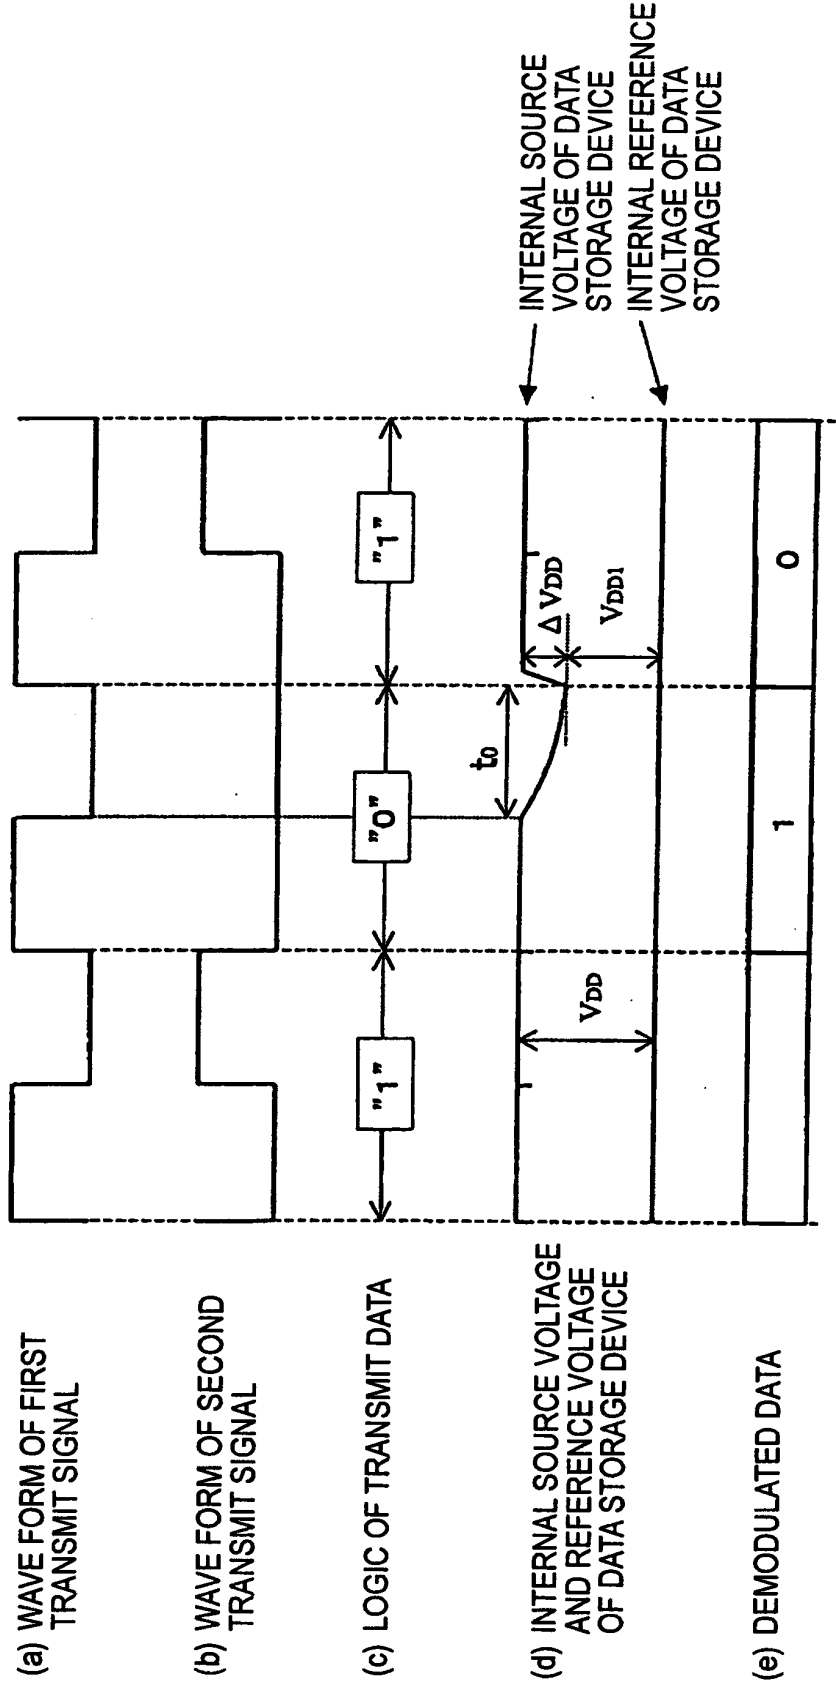 (a) WAVE FORM OF FIRST
TRANSMIT SIGNAL
(b) WAVE FORM OF SECOND
TRANSMIT SIGNAL
(c) LOGIC OF TRANSMIT DATA
"1"
"0"
"1"
(d) INTERNAL SOURCE VOLTAGE
AND REFERENCE VOLTAGE
OF DATA STORAGE DEVICE
VDD
t0
Δ VDD
VDD1
INTERNAL SOURCE
VOLTAGE OF DATA
STORAGE DEVICE
INTERNAL REFERENCE
VOLTAGE OF DATA
STORAGE DEVICE
(e) DEMODULATED DATA
1
0